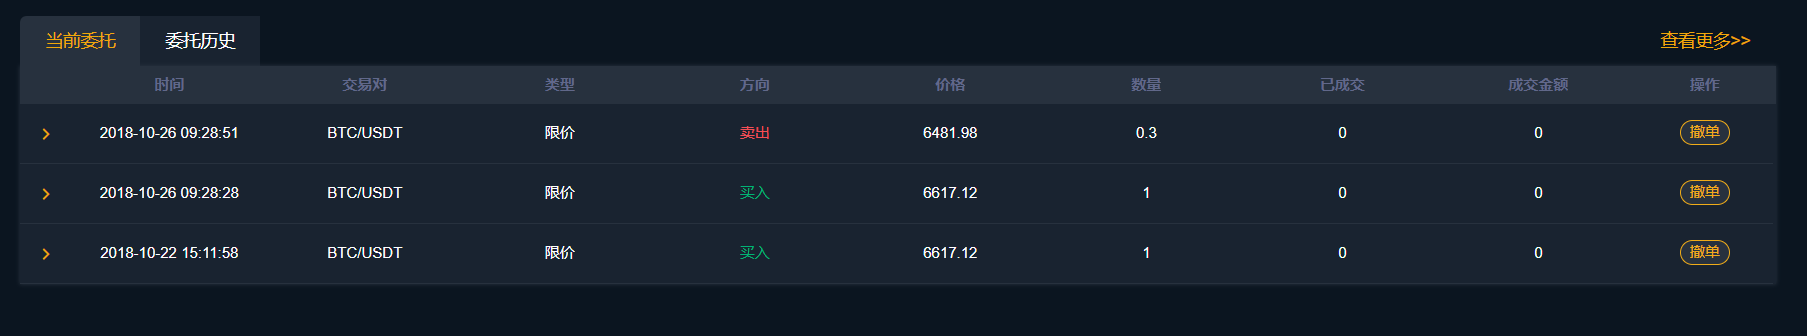 当前委托 委托历史 查看更多>>
时间 交易对 类型 方向 价格 数量 已成交 成交金额 操作
2018-10-26 09:28:51 BTC/USDT 限价 卖出 6481.98 0.3 0 0 撤单
2018-10-26 09:28:28 BTC/USDT 限价 买入 6617.12 1 0 0 撤单
2018-10-22 15:11:58 BTC/USDT 限价 买入 6617.12 1 0 0 撤单